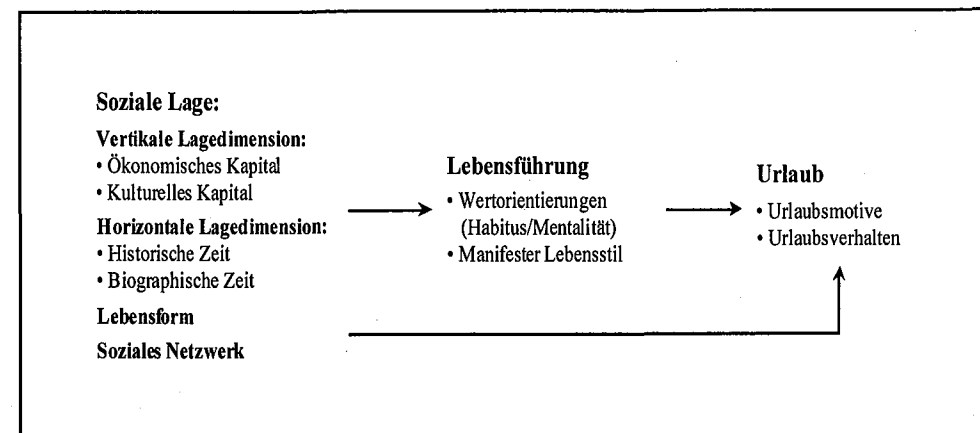 Soziale Lage:
Vertikale Lagedimension:
• Ökonomisches Kapital
• Kulturelles Kapital
Horizontale Lagedimension:
• Historische Zeit
• Biographische Zeit
Lebensform
Soziales Netzwerk
Lebensführung
• Wertorientierungen
(Habitus/Mentalität)
• Manifester Lebensstil
Urlaub
• Urlaubsmotive
• Urlaubsverhalten